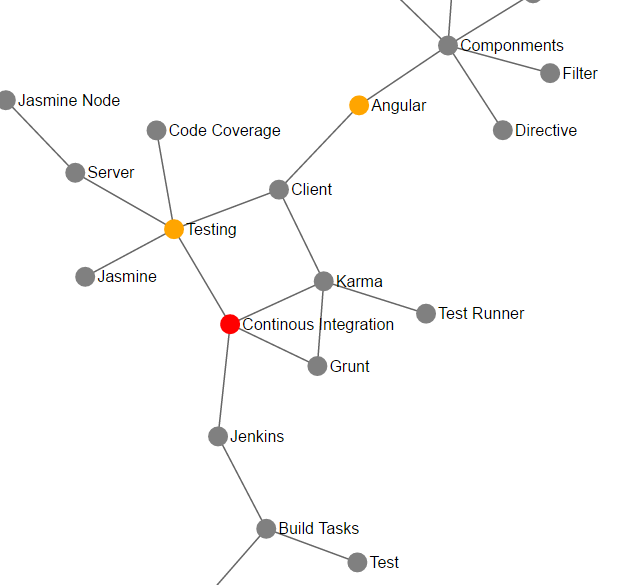 Componments
Filter
Jasmine Node
Angular
Code Coverage
Directive
Server
Client
Testing
Jasmine
Karma
Test Runner
Continous Integration
Grunt
Jenkins
Build Tasks
Test